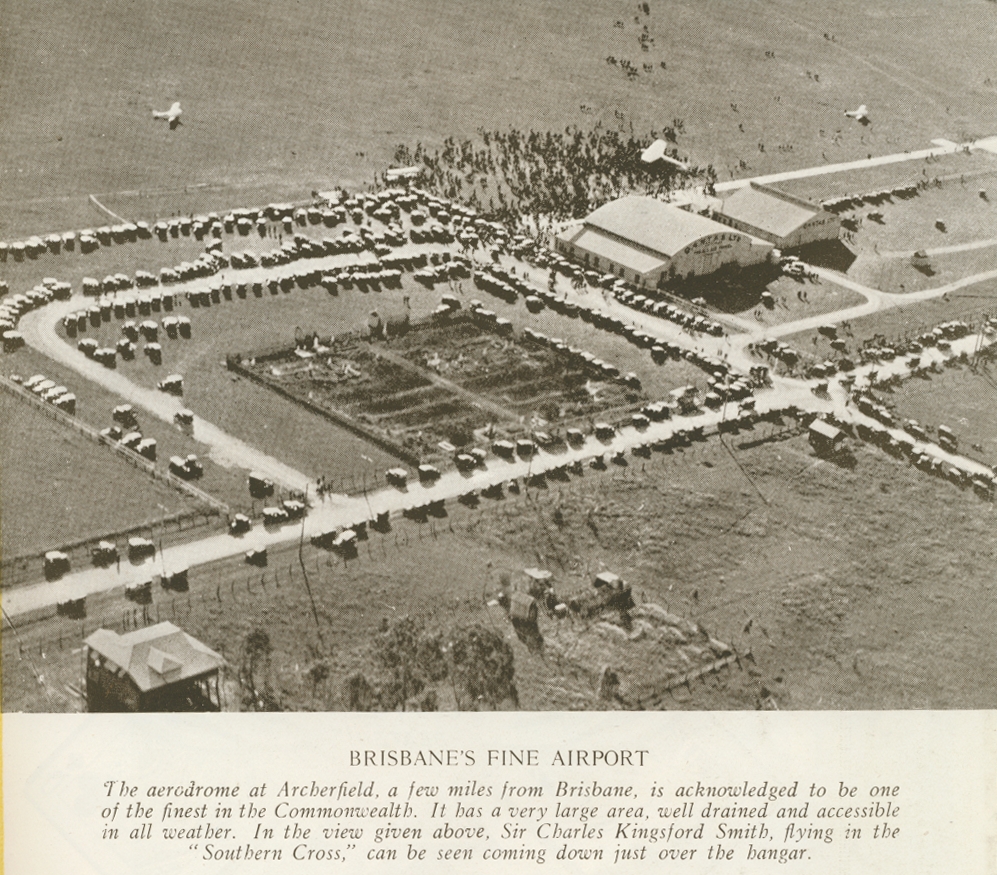 QANTAS LTD
BRISBANE'S FINE AIRPORT
The aerodrome at Archerfield, a few miles from Brisbane, is acknowledged to be one
of the finest in the Commonwealth. It has a very large area, well drained and accessible
in all weather. In the view given above, Sir Charles Kingsford Smith, flying in the
"Southern Cross," can be seen coming down just over the hangar.